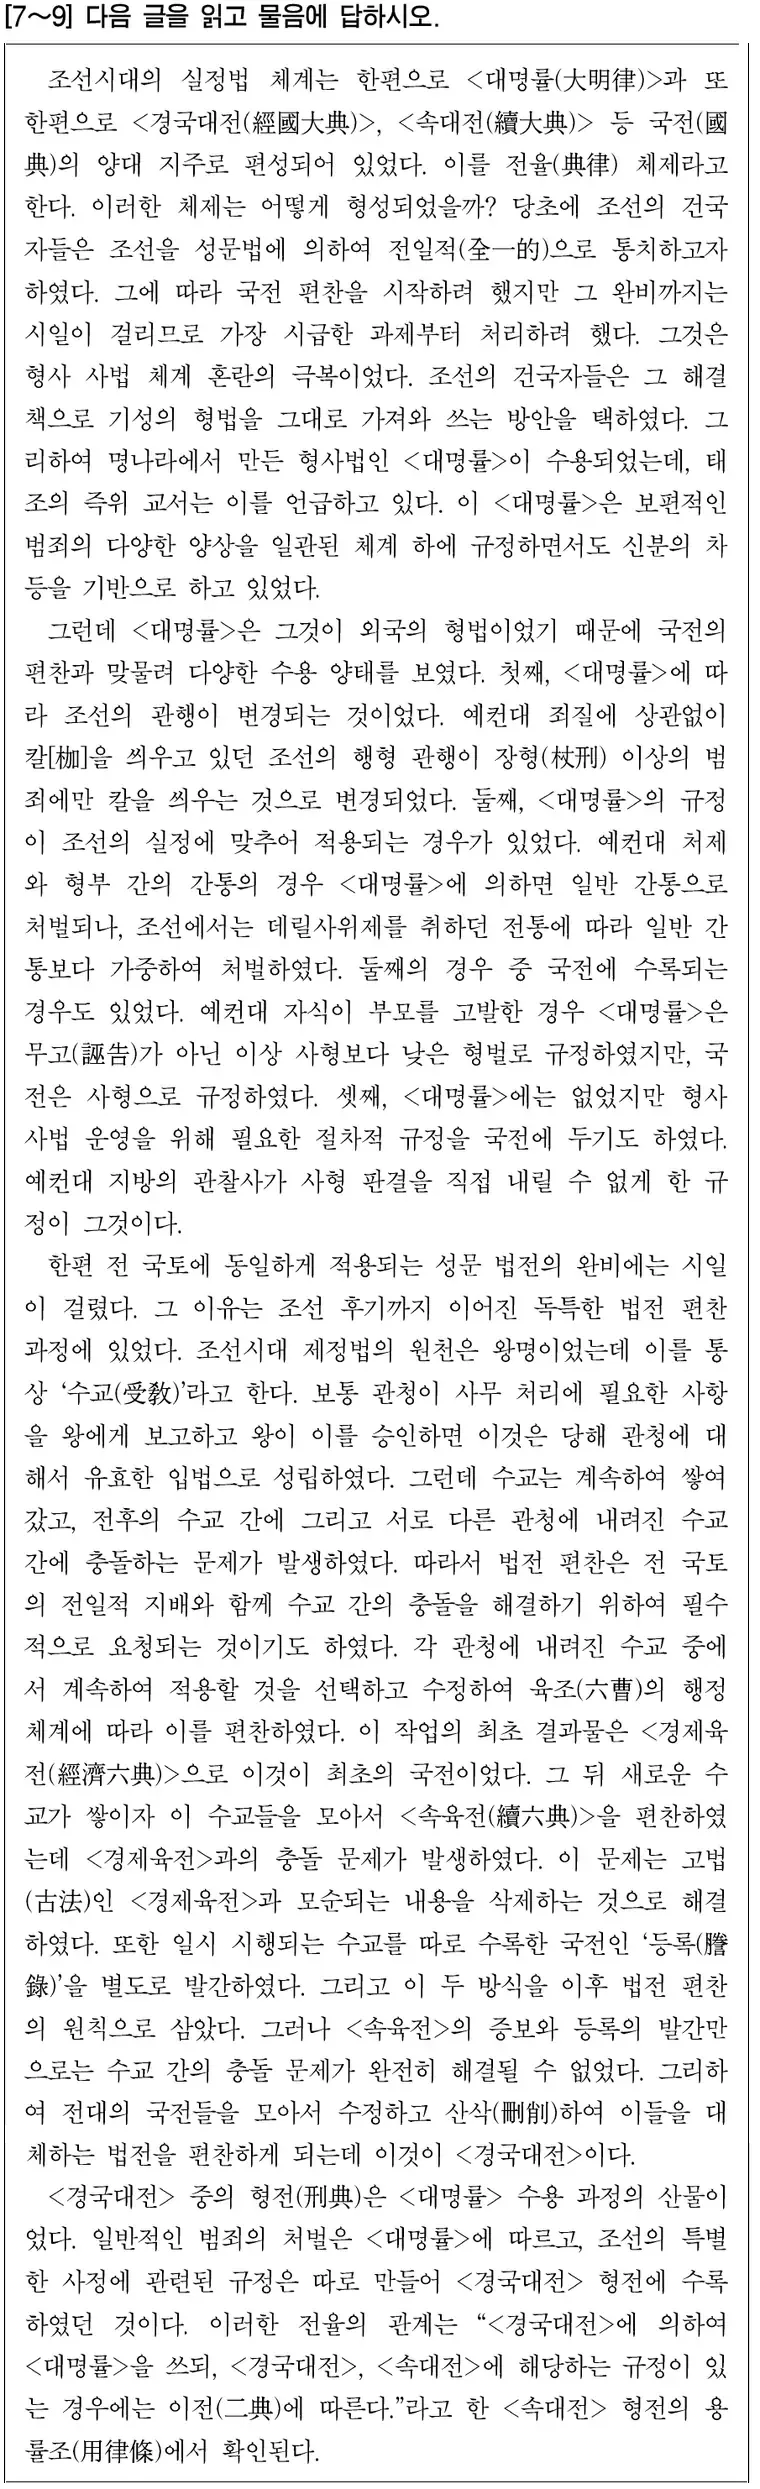 [7~9] 다음 글을 읽고 물음에 답하시오.
조선시대의 실정법 체계는 한편으로 <대명률(大明律)>과 또
한편으로 <경국대전(經國大典)>, <속대전(續大典)> 등 국전(國
典)의 양대 지주로 편성되어 있었다. 이를 전율(典律) 체제라고
한다. 이러한 체제는 어떻게 형성되었을까? 당초에 조선의 건국
자들은 조선을 성문법에 의하여 전일적(全一的)으로 통치하고자
하였다. 그에 따라 국전 편찬을 시작하려 했지만 그 완비까지는
시일이 걸리므로 가장 시급한 과제부터 처리하려 했다. 그것은
형사 사법 체계 혼란의 극복이었다. 조선의 건국자들은 그 해결
책으로 기성의 형법을 그대로 가져와 쓰는 방안을 택하였다. 그
리하여 명나라에서 만든 형사법인 <대명률>이 수용되었는데, 태
조의 즉위 교서는 이를 언급하고 있다. 이 <대명률>은 보편적인
범죄의 다양한 양상을 일관된 체계 하에 규정하면서도 신분의 차
등을 기반으로 하고 있었다.
그런데 <대명률>은 그것이 외국의 형법이었기 때문에 국전의
편찬과 맞물려 다양한 수용 양태를 보였다. 첫째, <대명률>에 따
라 조선의 관행이 변경되는 것이었다. 예컨대 죄질에 상관없이
칼[枷]을 씌우고 있던 조선의 행형 관행이 장형(杖刑) 이상의 범
죄에만 칼을 씌우는 것으로 변경되었다. 둘째, <대명률>의 규정
이 조선의 실정에 맞추어 적용되는 경우가 있었다. 예컨대 처제
와 형부 간의 간통의 경우 <대명률>에 의하면 일반 간통으로
처벌되나, 조선에서는 데릴사위제를 취하던 전통에 따라 일반 간
통보다 가중하여 처벌하였다. 둘째의 경우 중 국전에 수록되는
경우도 있었다. 예컨대 자식이 부모를 고발한 경우 <대명률>은
무고(誣告)가 아닌 이상 사형보다 낮은 형벌로 규정하였지만, 국
전은 사형으로 규정하였다. 셋째, <대명률>에는 없었지만 형사
사법 운영을 위해 필요한 절차적 규정을 국전에 두기도 하였다.
예컨대 지방의 관찰사가 사형 판결을 직접 내릴 수 없게 한 규
정이 그것이다.
한편 전 국토에 동일하게 적용되는 성문 법전의 완비에는 시일
이 걸렸다. 그 이유는 조선 후기까지 이어진 독특한 법전 편찬
과정에 있었다. 조선시대 제정법의 원천은 왕명이었는데 이를 통
상 ‘수교(受敎)’라고 한다. 보통 관청이 사무 처리에 필요한 사항
을 왕에게 보고하고 왕이 이를 승인하면 이것은 당해 관청에 대
해서 유효한 입법으로 성립하였다. 그런데 수교는 계속하여 쌓여
갔고, 전후의 수교 간에 그리고 서로 다른 관청에 내려진 수교
간에 충돌하는 문제가 발생하였다. 따라서 법전 편찬은 전 국토
의 전일적 지배와 함께 수교 간의 충돌을 해결하기 위하여 필수
적으로 요청되는 것이기도 하였다. 각 관청에 내려진 수교 중에
서 계속하여 적용할 것을 선택하고 수정하여 육조(六曹)의 행정
체계에 따라 이를 편찬하였다. 이 작업의 최초 결과물은 <경제육
전(經濟六典)>으로 이것이 최초의 국전이었다. 그 뒤 새로운 수
교가 쌓이자 이 수교들을 모아서 <속육전(續六典)>을 편찬하였
는데 <경제육전>과의 충돌 문제가 발생하였다. 이 문제는 고법
(古法)인 <경제육전>과 모순되는 내용을 삭제하는 것으로 해결
하였다. 또한 일시 시행되는 수교를 따로 수록한 국전인 ‘등록(謄
錄)’을 별도로 발간하였다. 그리고 이 두 방식을 이후 법전 편찬
의 원칙으로 삼았다. 그러나 <속육전>의 증보와 등록의 발간만
으로는 수교 간의 충돌 문제가 완전히 해결될 수 없었다. 그리하
여 전대의 국전들을 모아서 수정하고 산삭(刪削)하여 이들을 대
체하는 법전을 편찬하게 되는데 이것이 <경국대전>이다.
<경국대전> 중의 형전(刑典)은 <대명률> 수용 과정의 산물이
었다. 일반적인 범죄의 처벌은 <대명률>에 따르고, 조선의 특별
한 사정에 관련된 규정은 따로 만들어 <경국대전> 형전에 수록
하였던 것이다. 이러한 전율의 관계는 “<경국대전>에 의하여
<대명률>을 쓰되, <경국대전>, <속대전>에 해당하는 규정이 있
는 경우에는 이전(二典)에 따른다.”라고 한 <속대전> 형전의 용
률조(用律條)에서 확인된다.